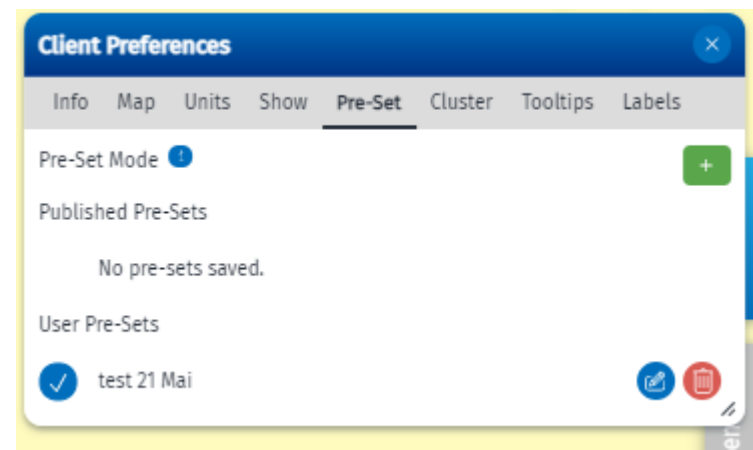 Client Preferences
Info Map Units Show Pre-Set Cluster Tooltips Labels
Pre-Set Mode
+
Published Pre-Sets
No pre-sets saved.
User Pre-Sets
test 21 Mai